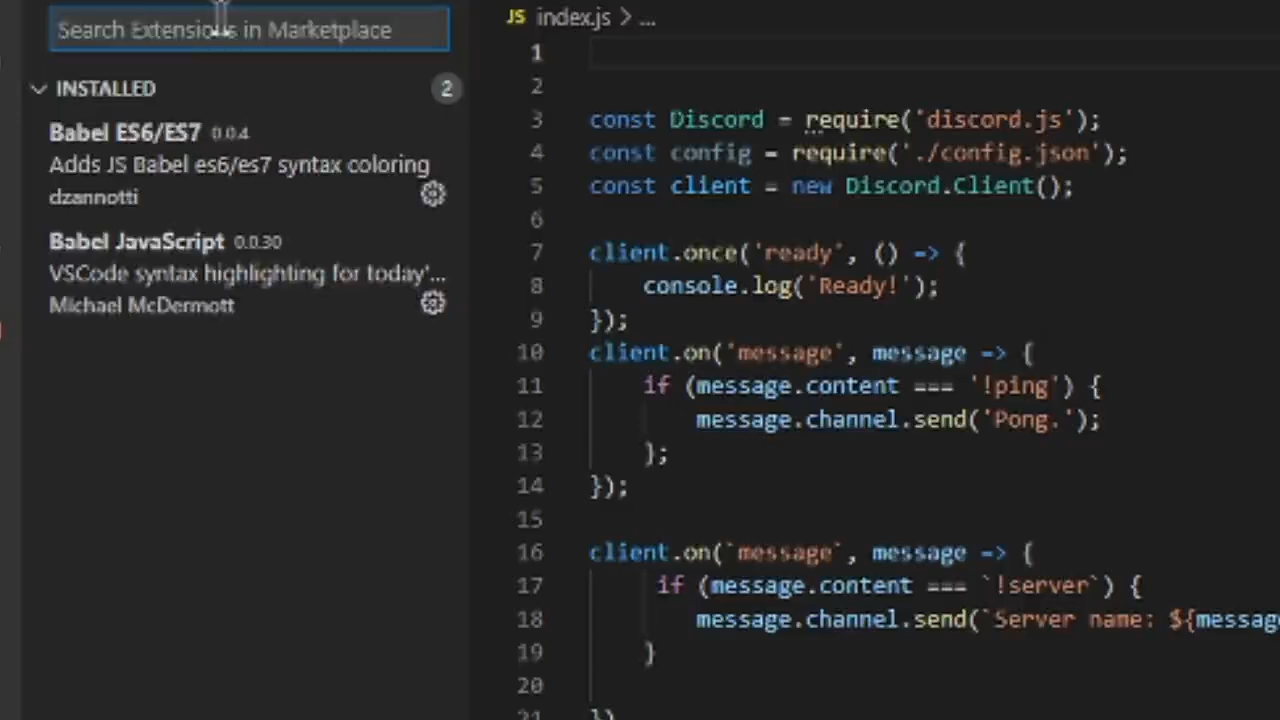 Search Extensions in Marketplace
INSTALLED
2
Babel ES6/ES7 0.0.4
Adds JS Babel es6/es7 syntax coloring
dzannotti
Babel JavaScript 0.0.30
VSCode syntax highlighting for today'...
Michael McDermott
JS index.js > ...
1
2
3 const Discord = require('discord.js');
4 const config = require('./config.json');
5 const client = new Discord.Client();
6
7 client.once('ready', () => {
8 console.log('Ready!');
9 });
10 client.on('message', message => {
11 if (message.content === '!ping') {
12 message.channel.send('Pong.');
13 };
14 });
15
16 client.on(`message`, message => {
17 if (message.content === `!server`) {
18 message.channel.send(`Server name: ${messag
19 }
20
21 })